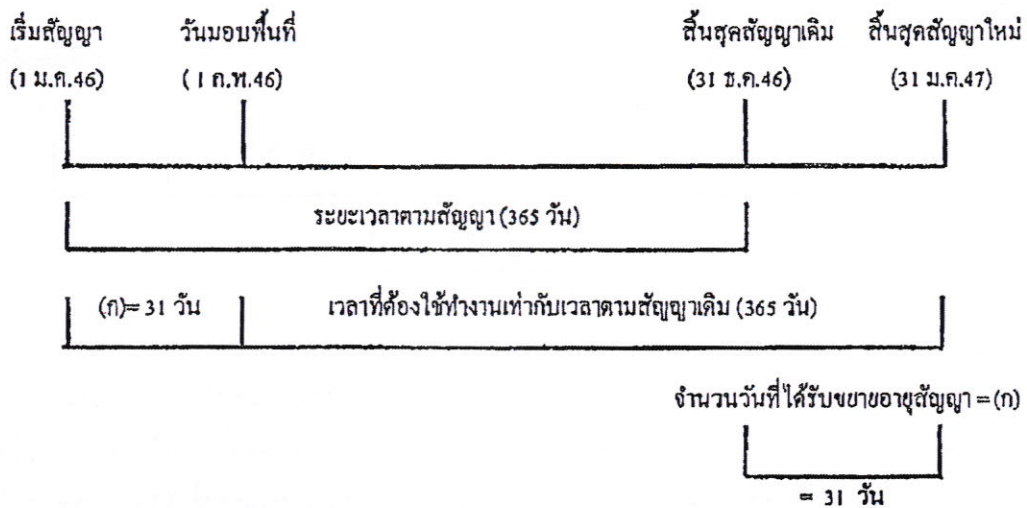 เริ่มสัญญา วันมอบพื้นที่ สิ้นสุดสัญญาเดิม สิ้นสุดสัญญาใหม่
(1 ม.ค.46) (1 ก.พ.46) (31 ธ.ค.46) (31 ม.ค.47)
ระยะเวลาตามสัญญา (365 วัน)
(ก)= 31 วัน เวลาที่ต้องใช้ทำงานเท่ากับเวลาตามสัญญาเดิม (365 วัน)
จำนวนวันที่ได้รับขยายอายุสัญญา = (ก)
= 31 วัน